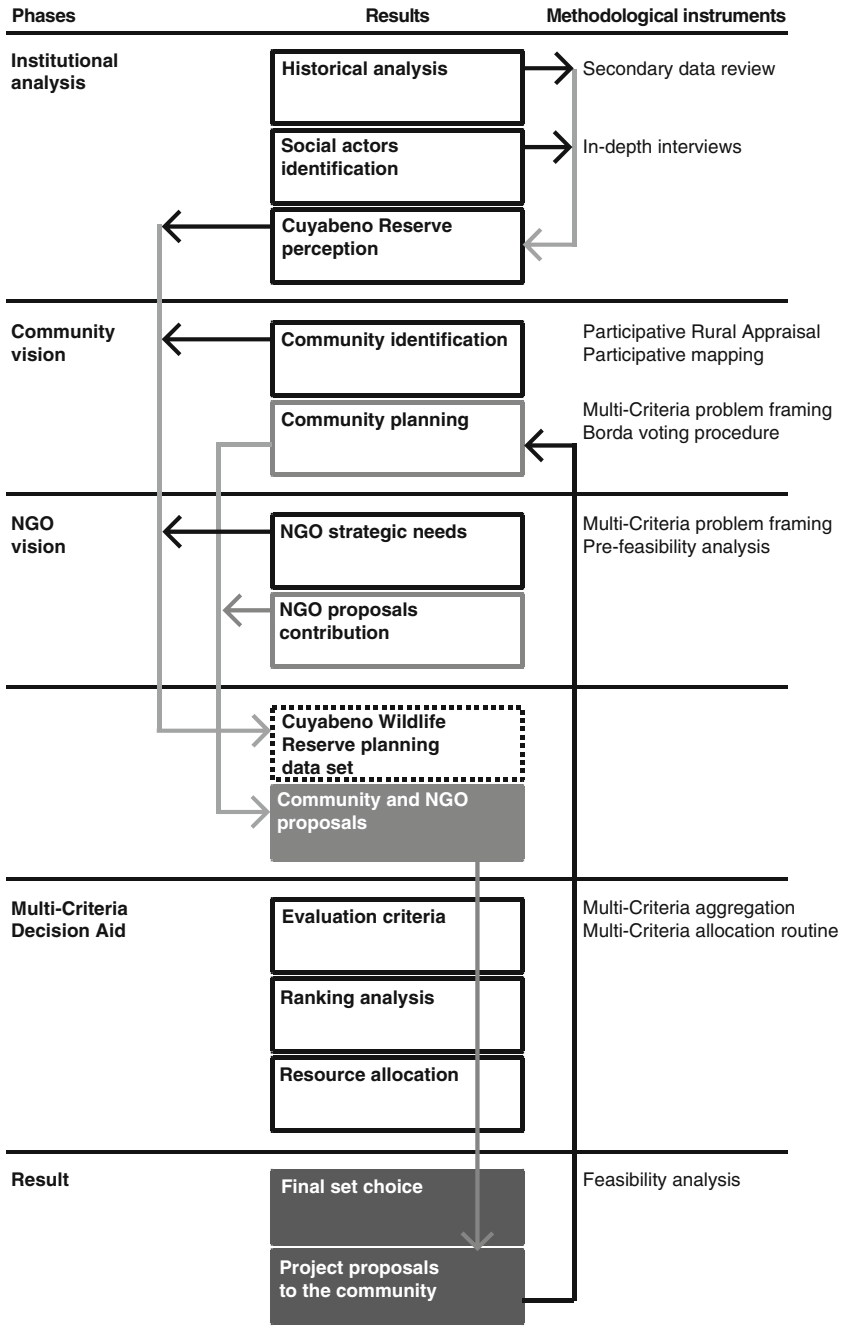 Phases Results Methodological instruments
Institutional
analysis
Historical analysis
Secondary data review
Social actors
identification
In-depth interviews
Cuyabeno Reserve
perception
Community
vision
Community identification
Participative Rural Appraisal
Participative mapping
Community planning
Multi-Criteria problem framing
Borda voting procedure
NGO
vision
NGO strategic needs
Multi-Criteria problem framing
Pre-feasibility analysis
NGO proposals
contribution
Cuyabeno Wildlife
Reserve planning
data set
Community and NGO
proposals
Multi-Criteria
Decision Aid
Evaluation criteria
Multi-Criteria aggregation
Multi-Criteria allocation routine
Ranking analysis
Resource allocation
Result
Final set choice
Feasibility analysis
Project proposals
to the community